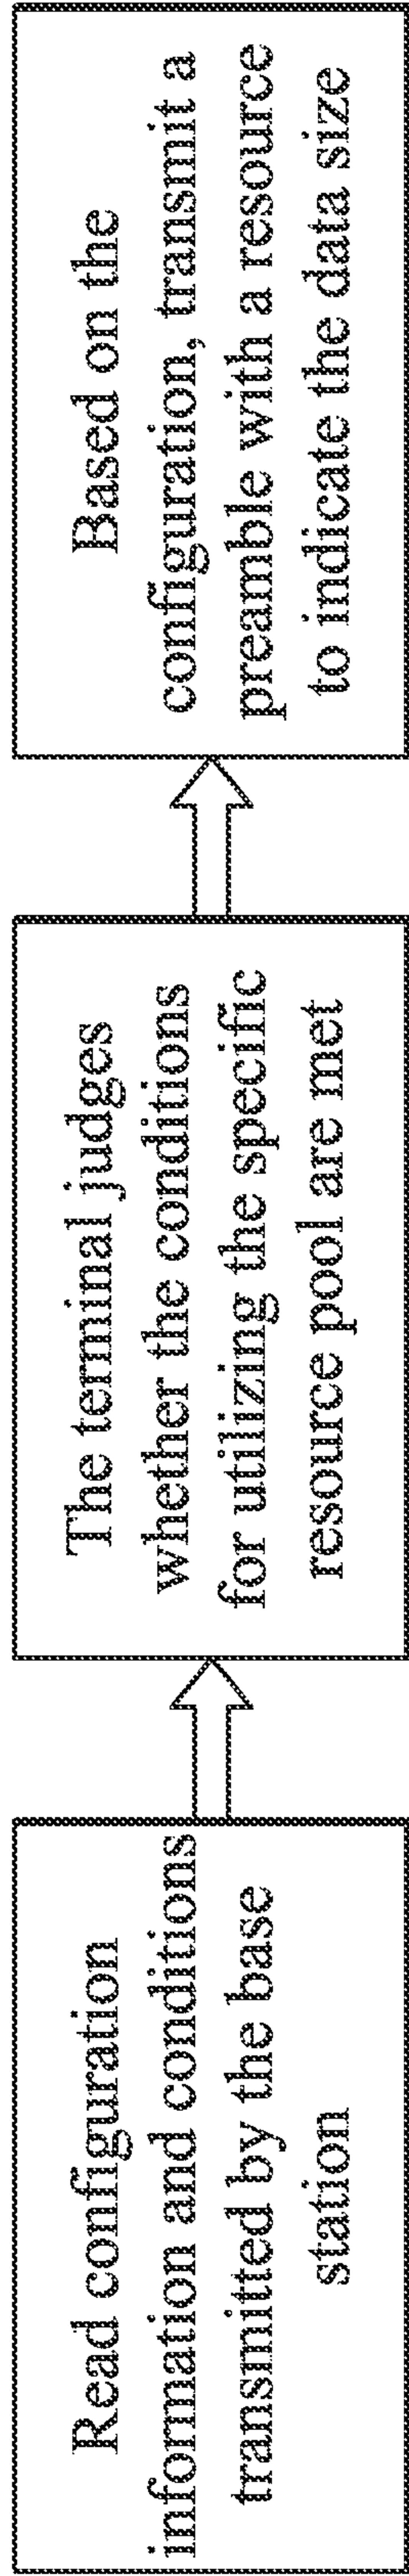 Read configuration
information and conditions
transmitted by the base
station
The terminal judges
whether the conditions
for utilizing the specific
resource pool are met
Based on the
configuration, transmit a
preamble with a resource
to indicate the data size